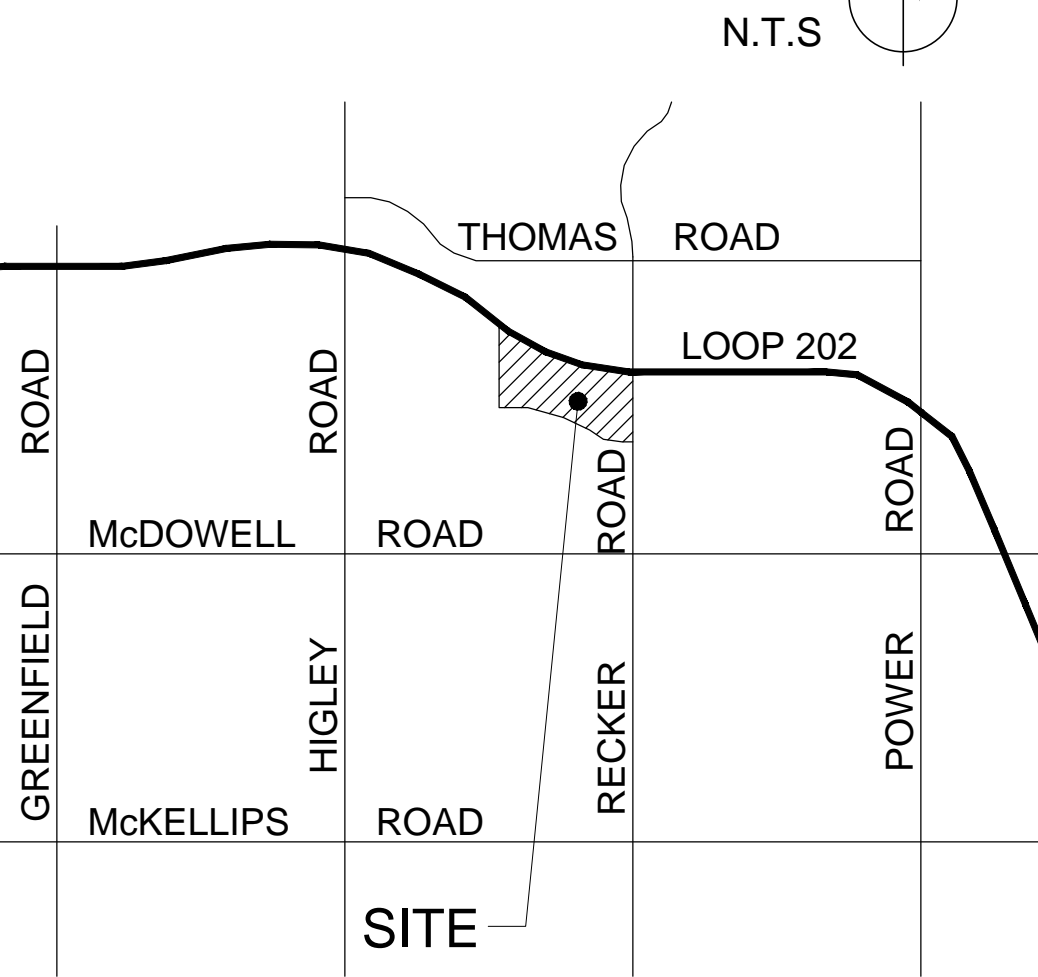 N.T.S
THOMAS ROAD
LOOP 202
GREENFIELD ROAD
HIGLEY ROAD
RECKER ROAD
POWER ROAD
McDOWELL ROAD
McKELLIPS ROAD
SITE